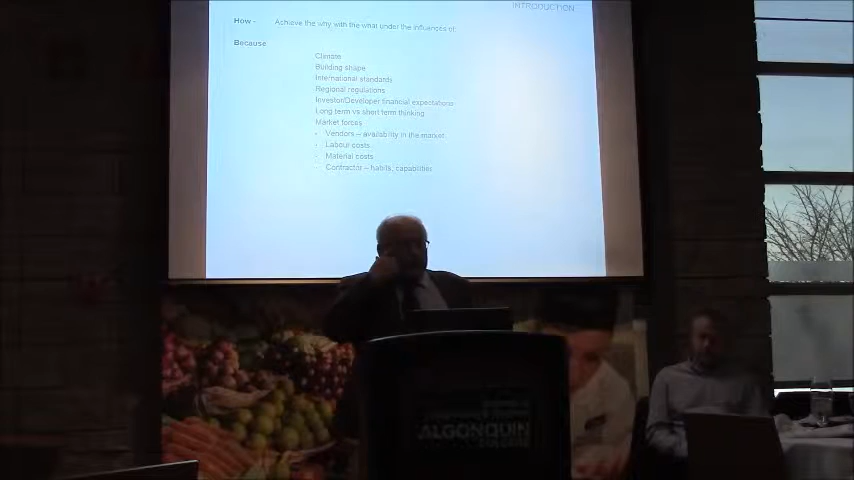 INTRODUCTION
How - Achieve the why with the what under the influences of:
Because
Climate
Building shape
International standards
Regional regulations
Investor/Developer financial expectations
Long term vs short term thinking
Market forces
- Vendors – availability in the market
- Labour costs
- Material costs
- Contractor – habits, capabilities
ALGONQUIN
COLLEGE